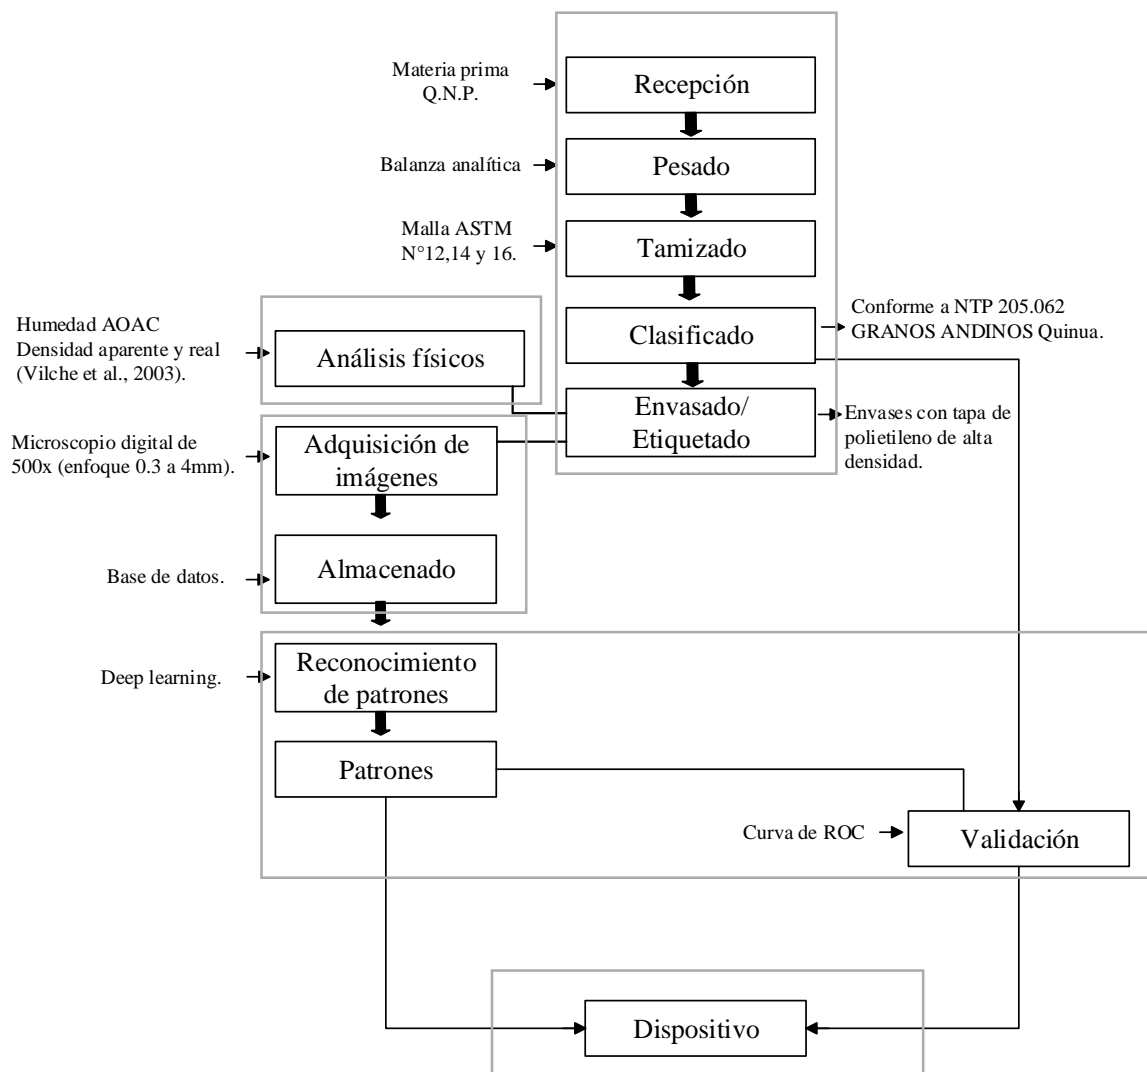 Materia prima
Q.N.P.
Recepción
Balanza analítica
Pesado
Malla ASTM
N°12,14 y 16.
Tamizado
Humedad AOAC
Densidad aparente y real
(Vilche et al., 2003).
Análisis físicos
Clasificado
Conforme a NTP 205.062
GRANOS ANDINOS Quinua.
Envasado/
Etiquetado
Envases con tapa de
polietileno de alta
densidad.
Microscopio digital de
500x (enfoque 0.3 a 4mm).
Adquisición de
imágenes
Base de datos.
Almacenado
Deep learning.
Reconocimiento
de patrones
Patrones
Curva de ROC
Validación
Dispositivo